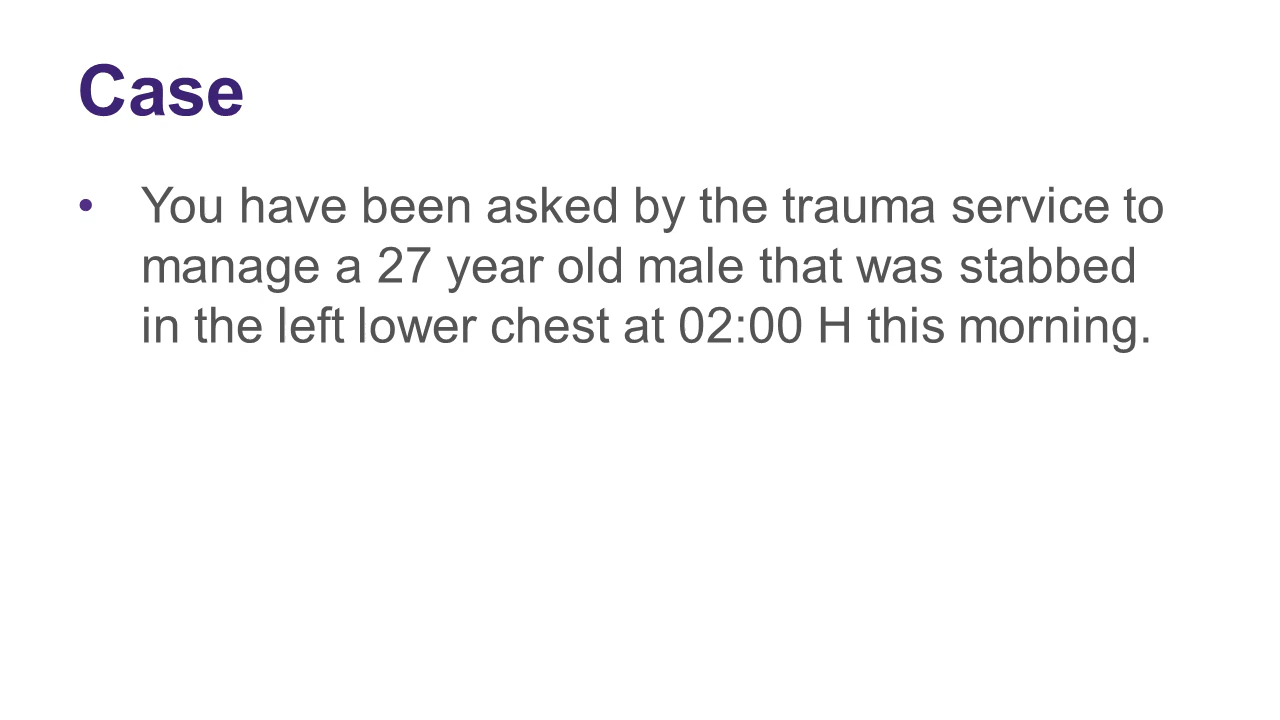 Case
• You have been asked by the trauma service to
manage a 27 year old male that was stabbed
in the left lower chest at 02:00 H this morning.